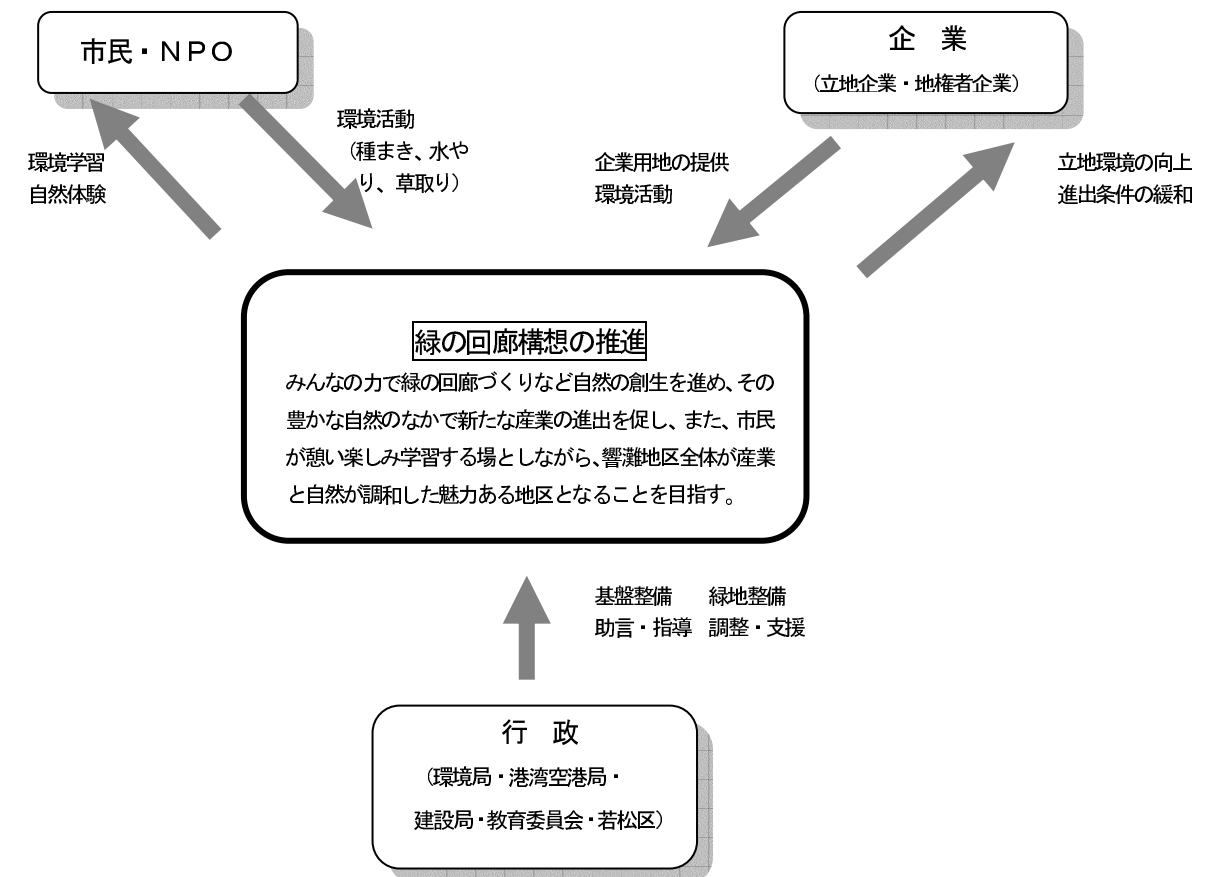 市民・ＮＰＯ
企　業
（立地企業・地権者企業）
環境学習
自然体験
環境活動
（種まき、水や
り、草取り）
企業用地の提供
環境活動
立地環境の向上
進出条件の緩和
緑の回廊構想の推進
みんなの力で緑の回廊づくりなど自然の創生を進め、その
豊かな自然のなかで新たな産業の進出を促し、また、市民
が憩い楽しみ学習する場としながら、響灘地区全体が産業
と自然が調和した魅力ある地区となることを目指す。
基盤整備　緑地整備
助言・指導　調整・支援
行　政
（環境局・港湾空港局・
建設局・教育委員会・若松区）